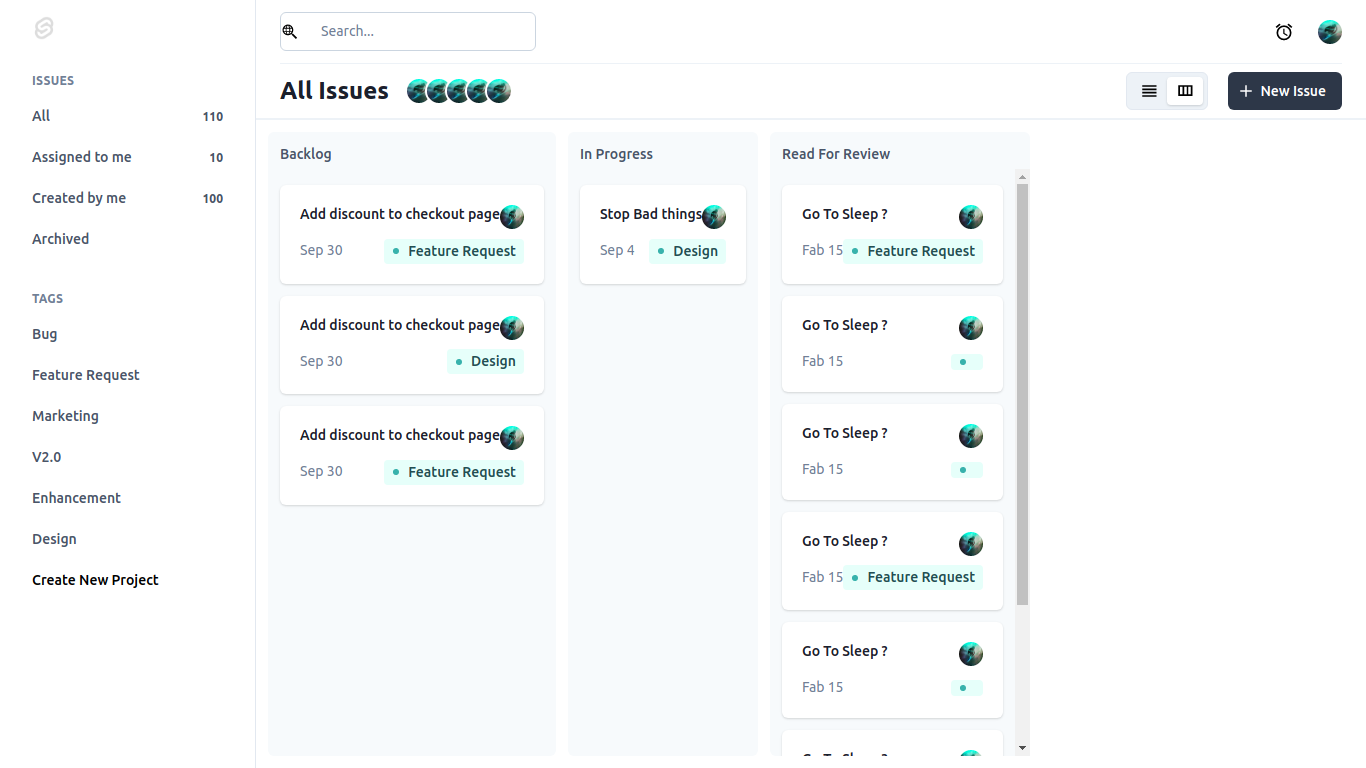 Search...
ISSUES
All 110
Assigned to me 10
Created by me 100
Archived
TAGS
Bug
Feature Request
Marketing
V2.0
Enhancement
Design
Create New Project
All Issues
New Issue
Backlog
Add discount to checkout page
Sep 30 Feature Request
Add discount to checkout page
Sep 30 Design
Add discount to checkout page
Sep 30 Feature Request
In Progress
Stop Bad things
Sep 4 Design
Read For Review
Go To Sleep ?
Fab 15 Feature Request
Go To Sleep ?
Fab 15
Go To Sleep ?
Fab 15
Go To Sleep ?
Fab 15 Feature Request
Go To Sleep ?
Fab 15